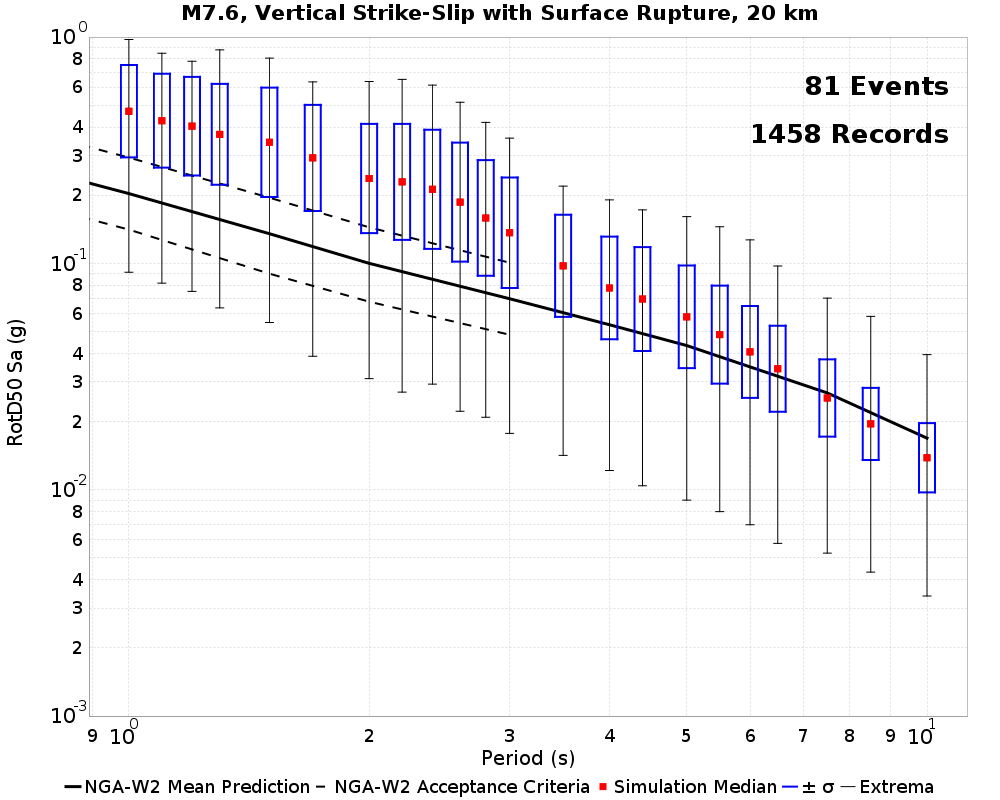 M7.6, Vertical Strike-Slip with Surface Rupture, 20 km
81 Events
1458 Records
RotD50 Sa (g)
10^0
8
6
4
3
2
10^-1
8
6
4
3
2
10^-2
8
6
4
3
2
10^-3
9 10^0 2 3 4 5 6 7 8 9 10^1
Period (s)
NGA-W2 Mean Prediction NGA-W2 Acceptance Criteria Simulation Median ± σ Extrema